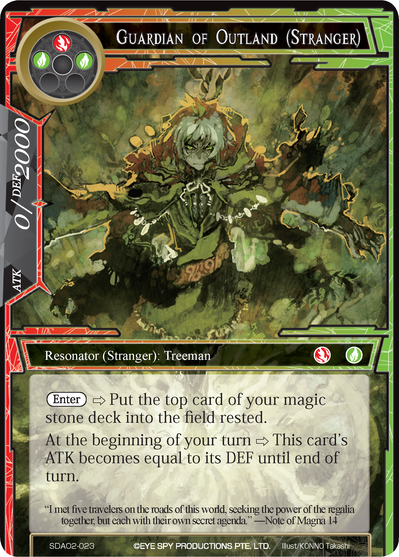 Guardian of Outland (Stranger)
ATK 0/DEF 2000
Resonator (Stranger): Treeman
Enter ⇨ Put the top card of your magic
stone deck into the field rested.
At the beginning of your turn ⇨ This card's
ATK becomes equal to its DEF until end of
turn.
“I met five travelers on the roads of this world, seeking the power of the regalia
together, but each with their own secret agenda.” —Note of Magna 14
SDAO2-023
©EYE SPY PRODUCTIONS PTE. LTD.
Illust/KONNO Takashi